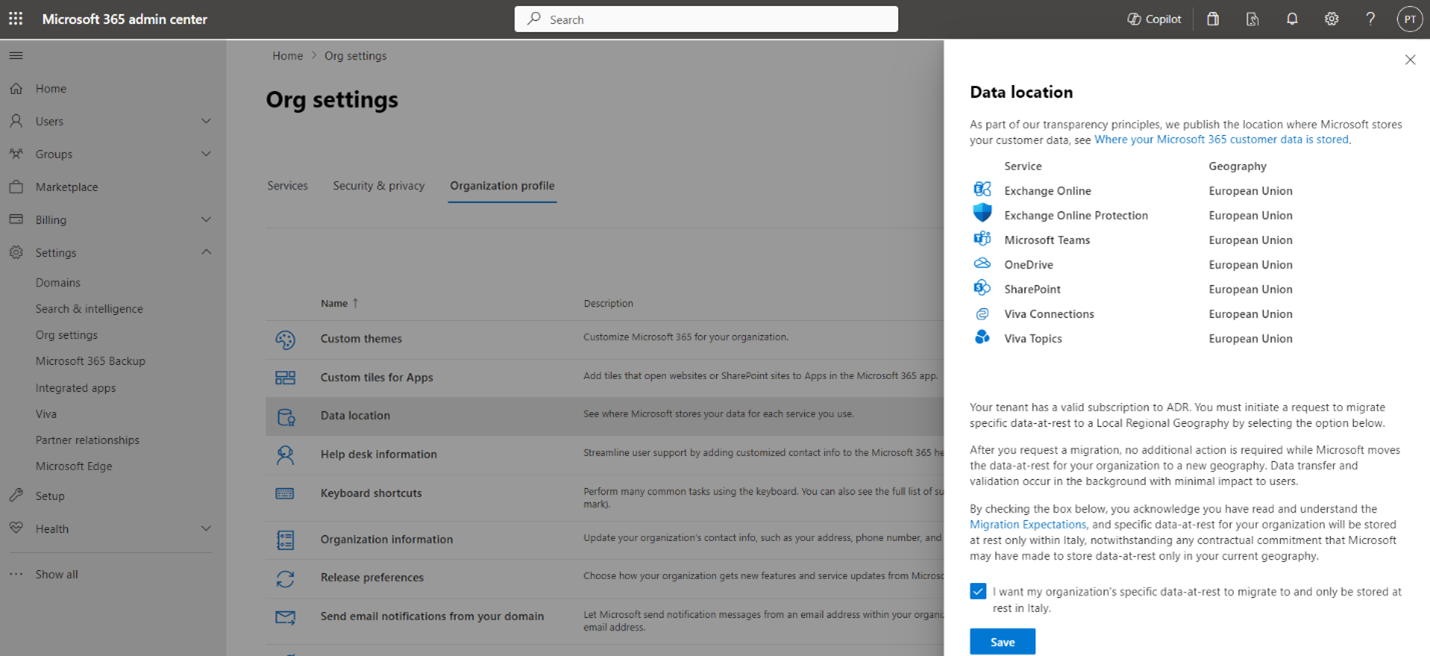 Microsoft 365 admin center
Search
Copilot
PT
Home
Users
Groups
Marketplace
Billing
Settings
Domains
Search & intelligence
Org settings
Microsoft 365 Backup
Integrated apps
Viva
Partner relationships
Microsoft Edge
Setup
Health
Show all
Home > Org settings
Org settings
Services Security & privacy Organization profile
Name ↑ Description
Custom themes Customize Microsoft 365 for your organization.
Custom tiles for Apps Add tiles that open websites or SharePoint sites to Apps in the Microsoft 365 app.
Data location See where Microsoft stores your data for each service you use.
Help desk information Streamline user support by adding customized contact info to the Microsoft 365 he
Keyboard shortcuts Perform many common tasks using the keyboard. You can also see the full list of su
mark).
Organization information Update your organization's contact info, such as your address, phone number, and
Release preferences Choose how your organization gets new features and service updates from Microso
Send email notifications from your domain Let Microsoft send notification messages from an email address within your organi
email address.
Data location
As part of our transparency principles, we publish the location where Microsoft stores
your customer data, see Where your Microsoft 365 customer data is stored.
Service Geography
Exchange Online European Union
Exchange Online Protection European Union
Microsoft Teams European Union
OneDrive European Union
SharePoint European Union
Viva Connections European Union
Viva Topics European Union
Your tenant has a valid subscription to ADR. You must initiate a request to migrate
specific data-at-rest to a Local Regional Geography by selecting the option below.
After you request a migration, no additional action is required while Microsoft moves
the data-at-rest for your organization to a new geography. Data transfer and
validation occur in the background with minimal impact to users.
By checking the box below, you acknowledge you have read and understand the
Migration Expectations, and specific data-at-rest for your organization will be stored
at rest only within Italy, notwithstanding any contractual commitment that Microsoft
may have made to store data-at-rest only in your current geography.
I want my organization's specific data-at-rest to migrate to and only be stored at
rest in Italy.
Save